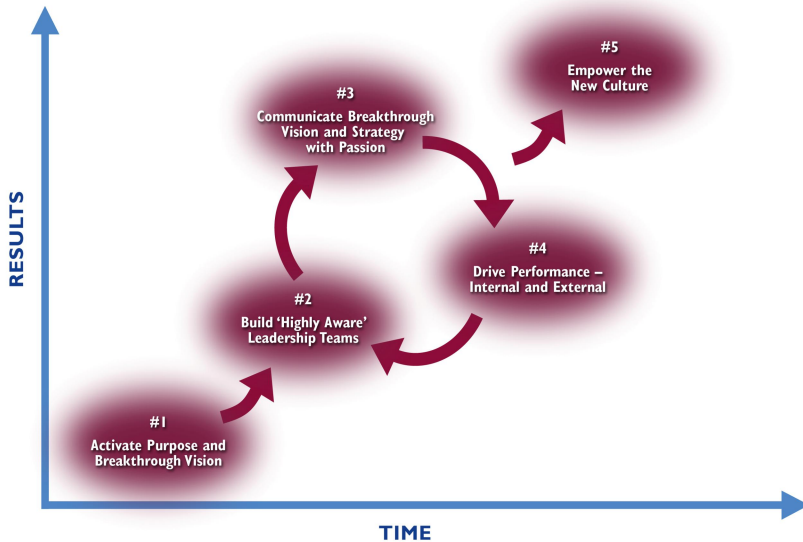 #5
Empower the
New Culture
#3
Communicate Breakthrough
Vision and Strategy
with Passion
RESULTS
#4
Drive Performance –
Internal and External
#2
Build ‘Highly Aware’
Leadership Teams
#1
Activate Purpose and
Breakthrough Vision
TIME